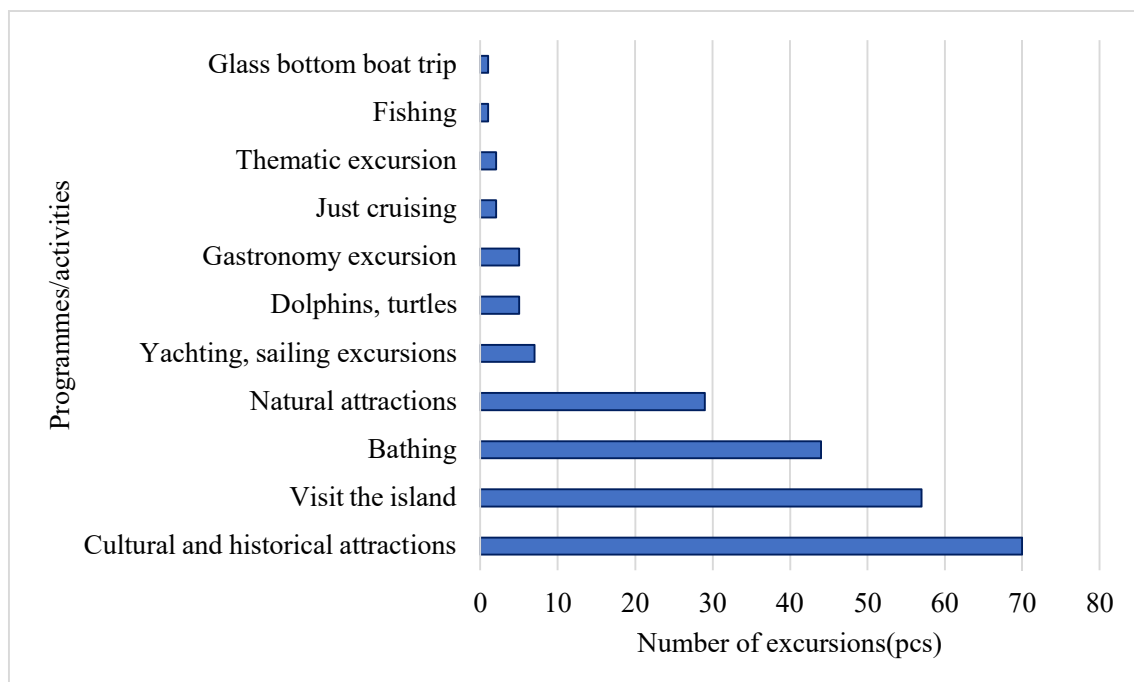 Programmes/activities
Glass bottom boat trip
Fishing
Thematic excursion
Just cruising
Gastronomy excursion
Dolphins, turtles
Yachting, sailing excursions
Natural attractions
Bathing
Visit the island
Cultural and historical attractions
0 10 20 30 40 50 60 70 80
Number of excursions(pcs)